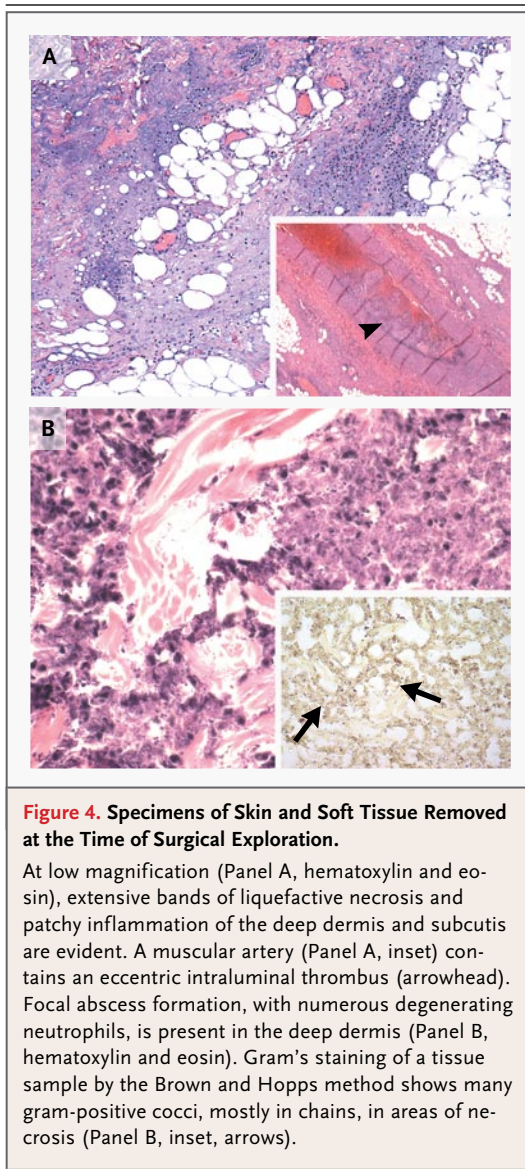 A
B
Figure 4. Specimens of Skin and Soft Tissue Removed
at the Time of Surgical Exploration.
At low magnification (Panel A, hematoxylin and eo-
sin), extensive bands of liquefactive necrosis and
patchy inflammation of the deep dermis and subcutis
are evident. A muscular artery (Panel A, inset) con-
tains an eccentric intraluminal thrombus (arrowhead).
Focal abscess formation, with numerous degenerating
neutrophils, is present in the deep dermis (Panel B,
hematoxylin and eosin). Gram's staining of a tissue
sample by the Brown and Hopps method shows many
gram-positive cocci, mostly in chains, in areas of ne-
crosis (Panel B, inset, arrows).